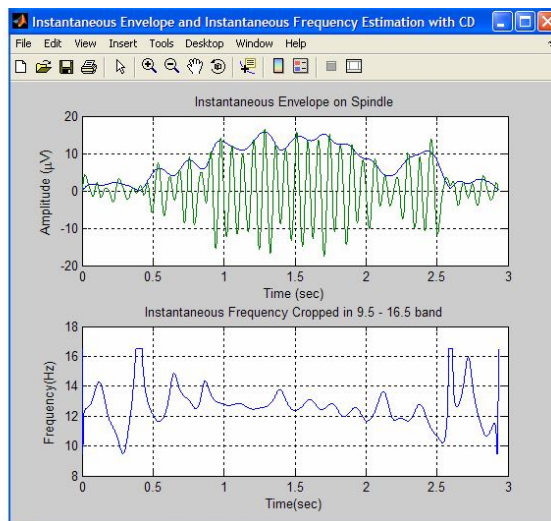 Instantaneous Envelope and Instantaneous Frequency Estimation with CD
File Edit View Insert Tools Desktop Window Help
Instantaneous Envelope on Spindle
20
10
0
-10
-20
Amplitude (µV)
0 0.5 1 1.5 2 2.5 3
Time (sec)
Instantaneous Frequency Cropped in 9.5 - 16.5 band
18
16
14
12
10
8
Frequency(Hz)
0 0.5 1 1.5 2 2.5 3
Time(sec)